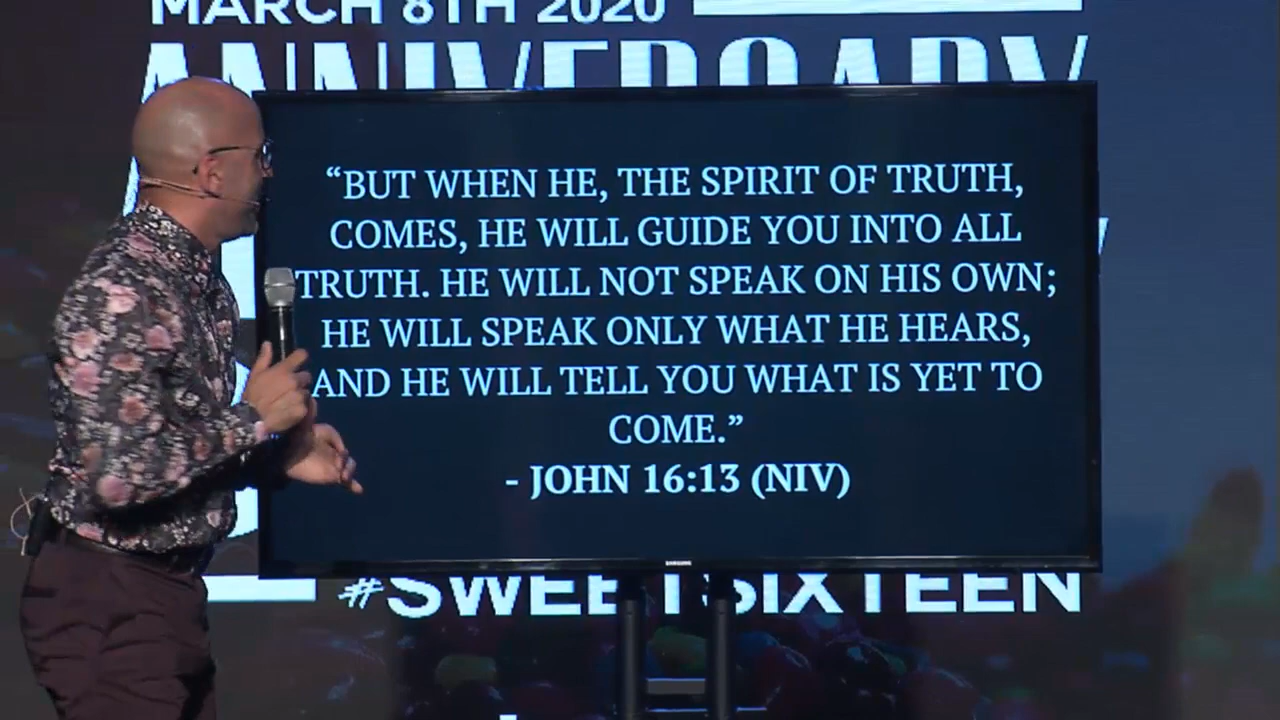 MARCH 8TH 2020
ANNIVERSARY
“BUT WHEN HE, THE SPIRIT OF TRUTH,
COMES, HE WILL GUIDE YOU INTO ALL
TRUTH. HE WILL NOT SPEAK ON HIS OWN;
HE WILL SPEAK ONLY WHAT HE HEARS,
AND HE WILL TELL YOU WHAT IS YET TO
COME.”
- JOHN 16:13 (NIV)
SAMSUNG
#SWEETSIXTEEN